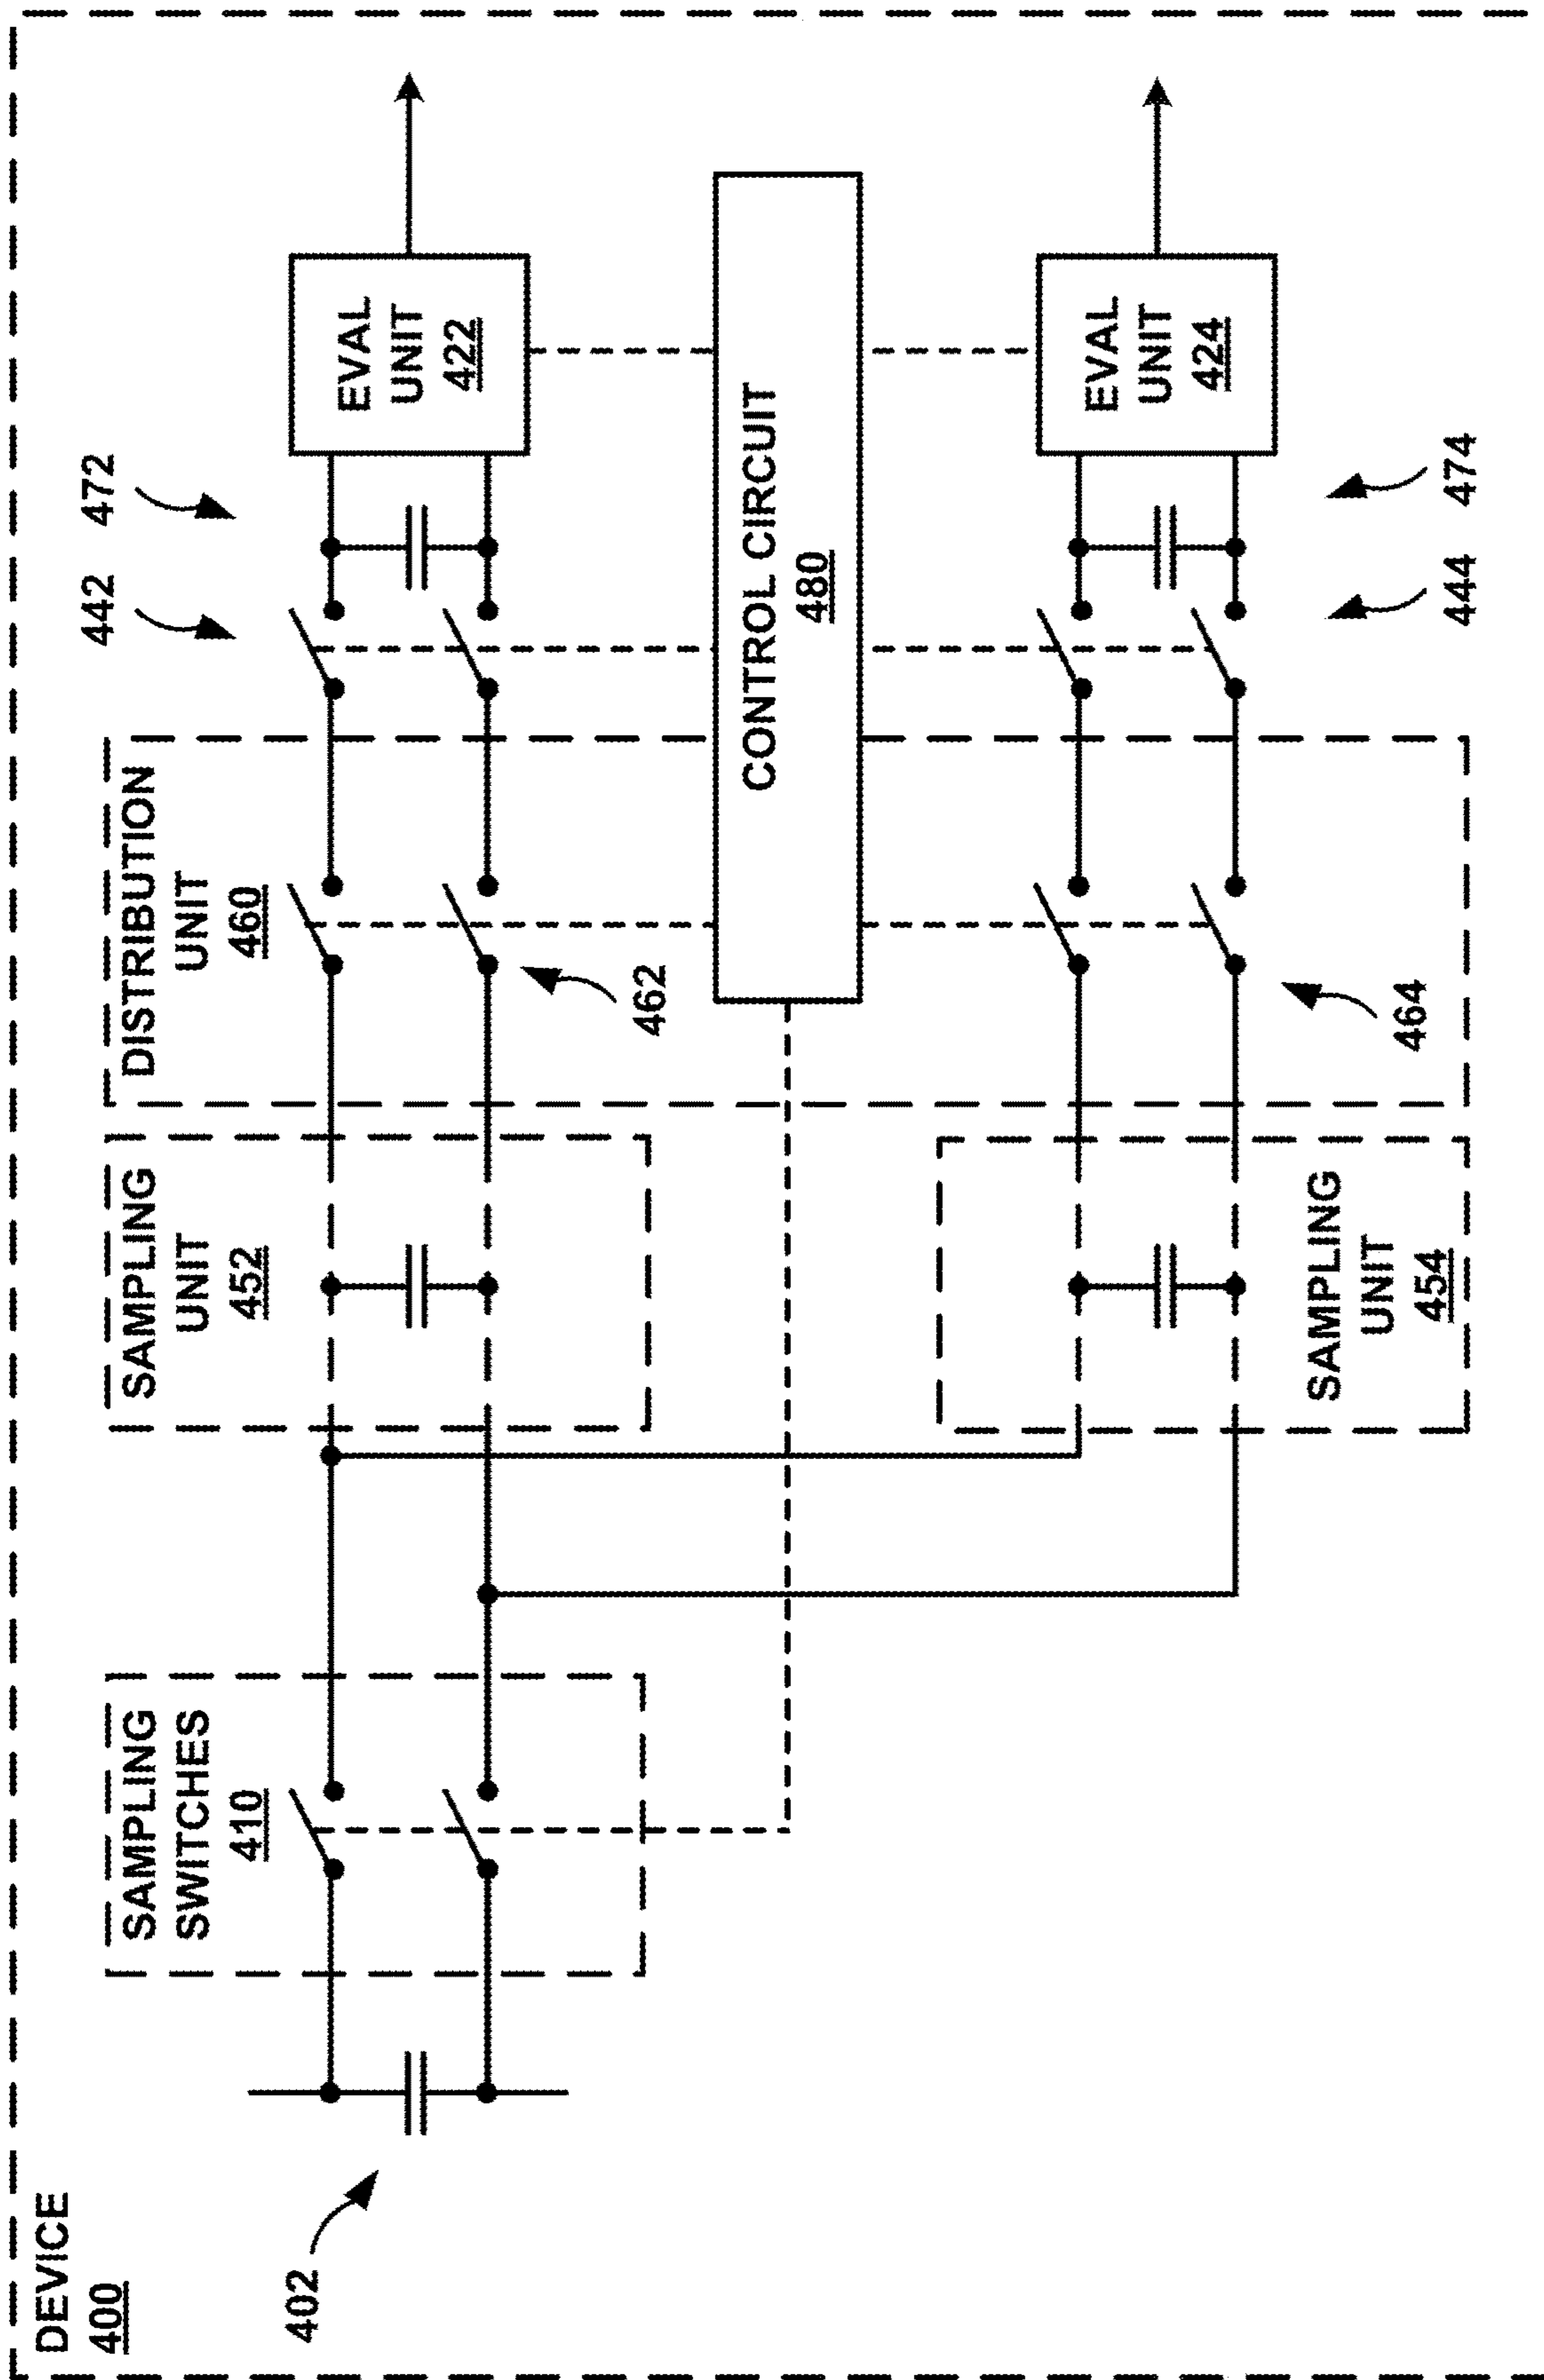 DEVICE
400
402
SAMPLING
SWITCHES
410
SAMPLING
UNIT
452
SAMPLING
UNIT
454
DISTRIBUTION
UNIT
460
462
464
442
472
444
474
CONTROL CIRCUIT
480
EVAL
UNIT
422
EVAL
UNIT
424